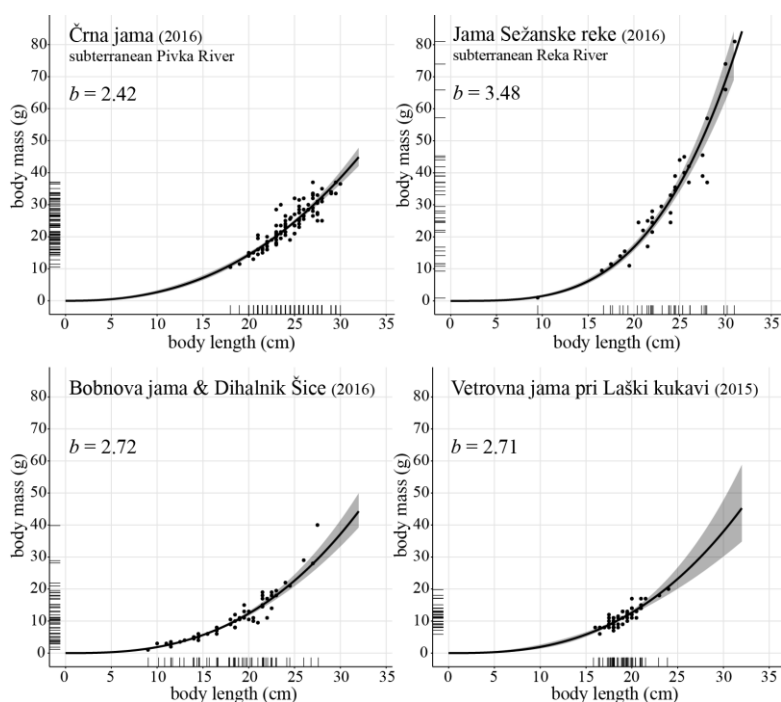 Črna jama (2016)
subterranean Pivka River
b = 2.42
body mass (g)
80
70
60
50
40
30
20
10
0
0 5 10 15 20 25 30 35
body length (cm)
Jama Sežanske reke (2016)
subterranean Reka River
b = 3.48
body mass (g)
80
70
60
50
40
30
20
10
0
0 5 10 15 20 25 30 35
body length (cm)
Bobnova jama & Dihalnik Šice (2016)
b = 2.72
body mass (g)
80
70
60
50
40
30
20
10
0
0 5 10 15 20 25 30 35
body length (cm)
Vetrovna jama pri Laški kukavi (2015)
b = 2.71
body mass (g)
80
70
60
50
40
30
20
10
0
0 5 10 15 20 25 30 35
body length (cm)